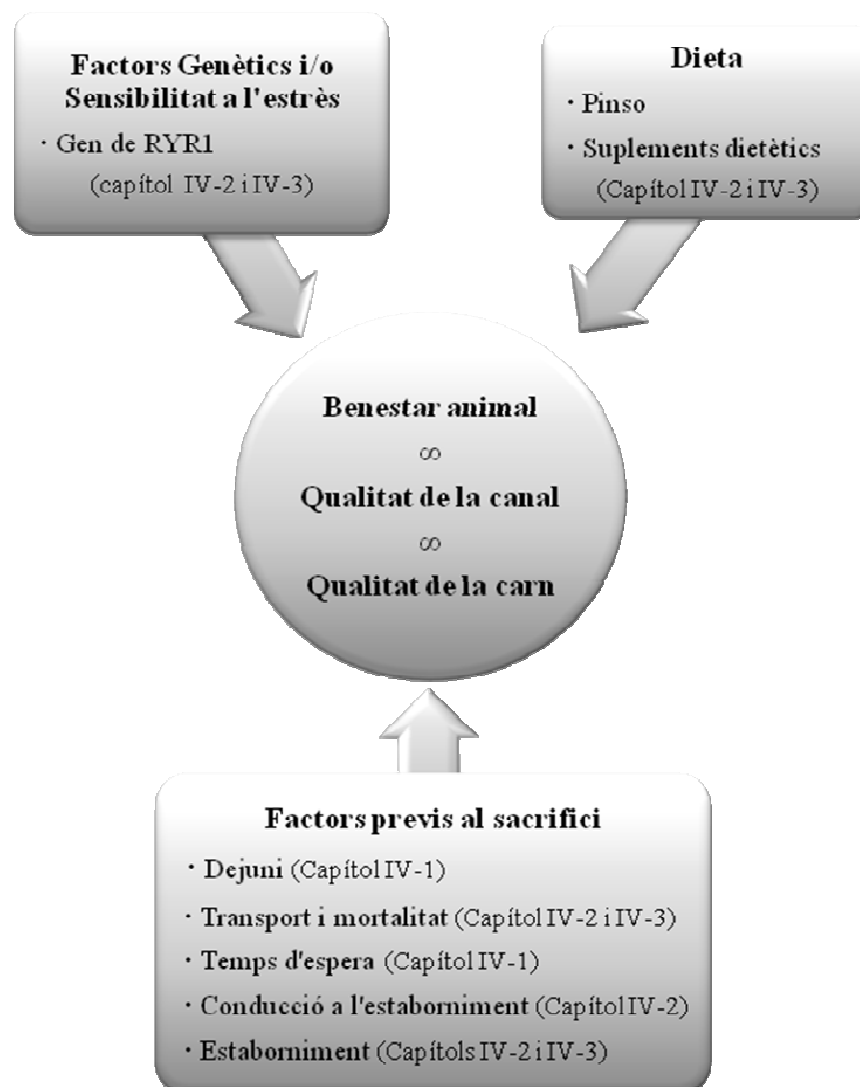 Factors Genètics i/o
Sensibilitat a l'estrès
· Gen de RYR1
(capítol IV-2 i IV-3)
Dieta
· Pinso
· Suplements dietètics
(Capítol IV-2 i IV-3)
Benestar animal
∞
Qualitat de la canal
∞
Qualitat de la carn
Factors previs al sacrifici
· Dejuni (Capítol IV-1)
· Transport i mortalitat (Capítol IV-2 i IV-3)
· Temps d'espera (Capítol IV-1)
· Conducció a l'estaborniment (Capítol IV-2)
· Estaborniment (Capítols IV-2 i IV-3)